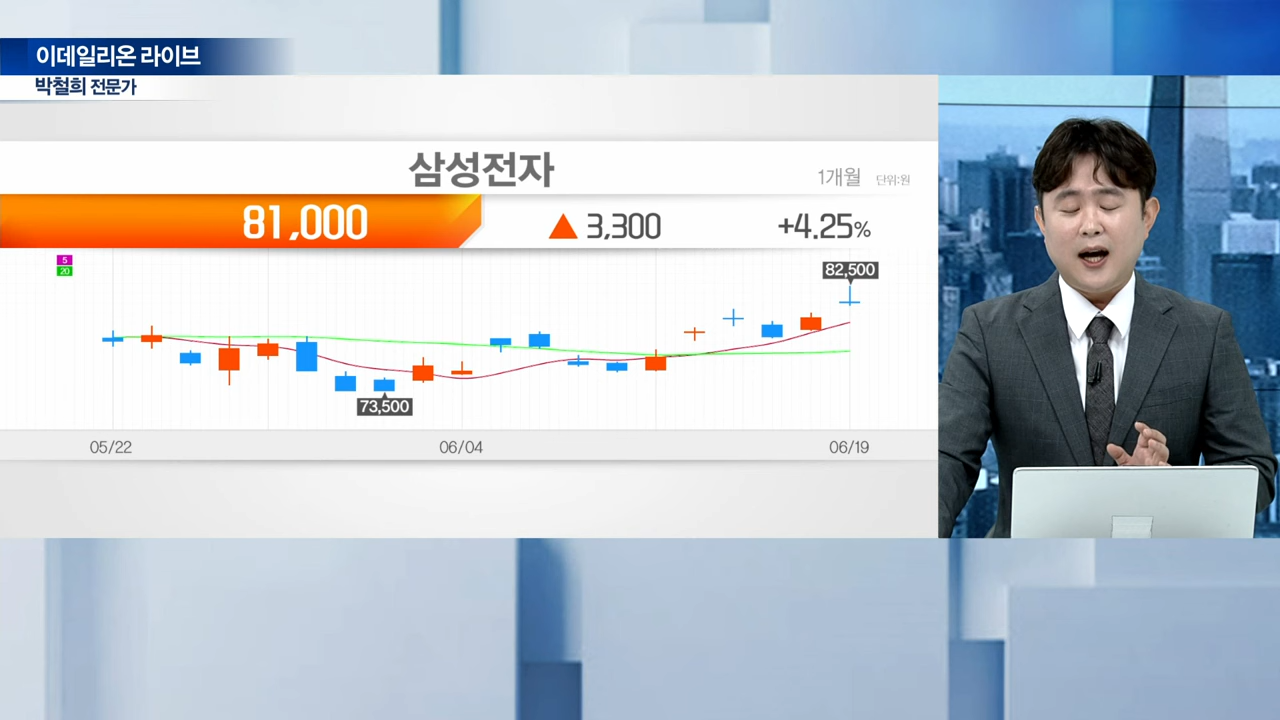 이데일리온 라이브
박철희 전문가
삼성전자
1개월 단위:원
81,000 ▲ 3,300 +4.25%
5
20
82,500
73,500
05/22 06/04 06/19